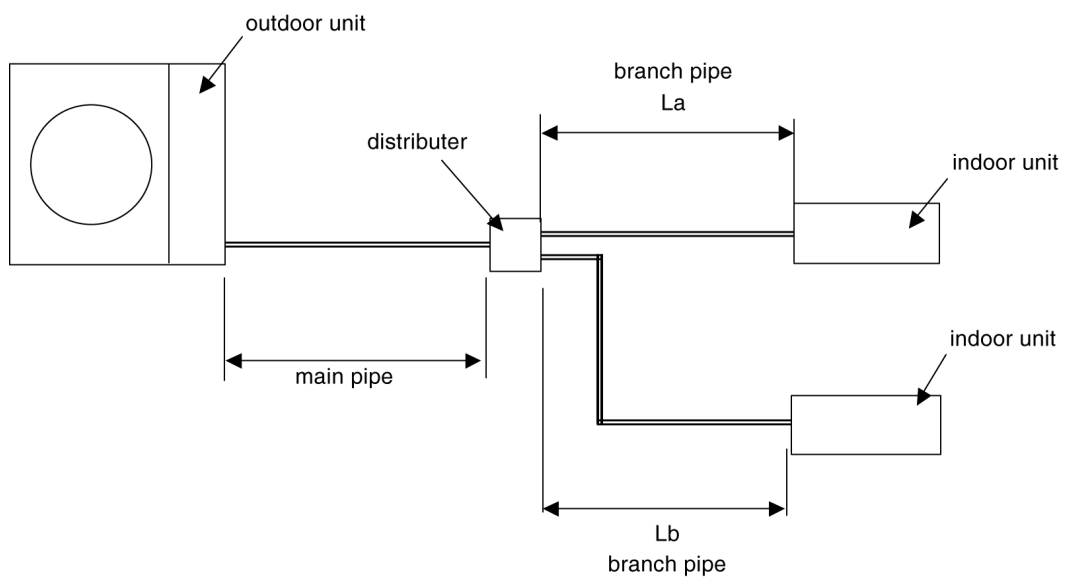 outdoor unit
branch pipe
La
distributer
indoor unit
indoor unit
main pipe
Lb
branch pipe